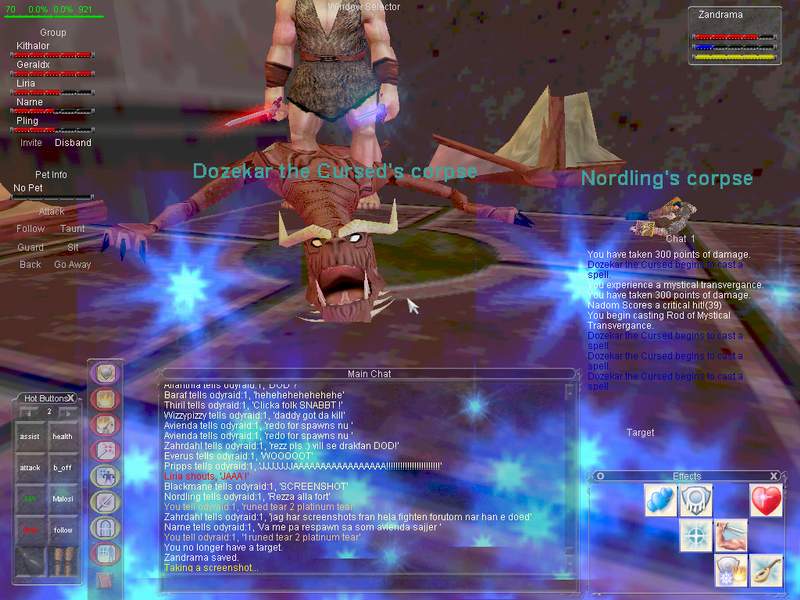 70 0.0% 0.0% 921
Window Selector
Zandrama
Group
Kithalor
Geraldx
Liria
Narne
Pling
Invite Disband
Pet Info
No Pet
Attack
Follow Taunt
Guard Sit
Back Go Away
Dozekar the Cursed's corpse
Nordling's corpse
Chat 1
You have taken 300 points of damage.
Dozekar the Cursed begins to cast a
spell.
You experience a mystical transvergance.
You have taken 300 points of damage.
Nadorn Scores a critical hit!(39)
You begin casting Rod of Mystical
Transvergance.
Dozekar the Cursed begins to cast a
spell.
Dozekar the Cursed begins to cast a
spell.
Dozekar the Cursed begins to cast a
spell.
Target
Effects
Main Chat
tells odyraid:1, 'DOD ?'
Baraf tells odyraid:1, 'hehehehehehehe'
Thiril tells odyraid:1, 'Clicka folk SNABBT !'
Wizzypizzy tells odyraid:1, 'daddy got da kill'
Avienda tells odyraid:1, 'redo for spawns nu '
Avienda tells odyraid:1, 'redo for spawns nu '
Zahrdahl tells odyraid:1, 'rezz pls :) vill se drakfan DOD!'
Everus tells odyraid:1, 'WOOOOOT'
Pripps tells odyraid:1,
Liria shouts, 'JAAA!'
Blackmane tells odyraid:1, 'SCREENSHOT'
Nordling tells odyraid:1, 'Rezza alla fort'
You tell odyraid:1, 'runed tear 2 platinum tear'
Zahrdahl tells odyraid:1, 'jag har screenshots fran hela fighten forutom nar han e doed'
Narne tells odyraid:1, 'Va me pa respawn sa som avienda sajjer '
You tell odyraid:1, '1runed tear 2 platinum tear'
You no longer have a target.
Zandrama saved.
Taking a screenshot...
Hot Buttons X
2
assist health
attack b_off
Malosi
follow